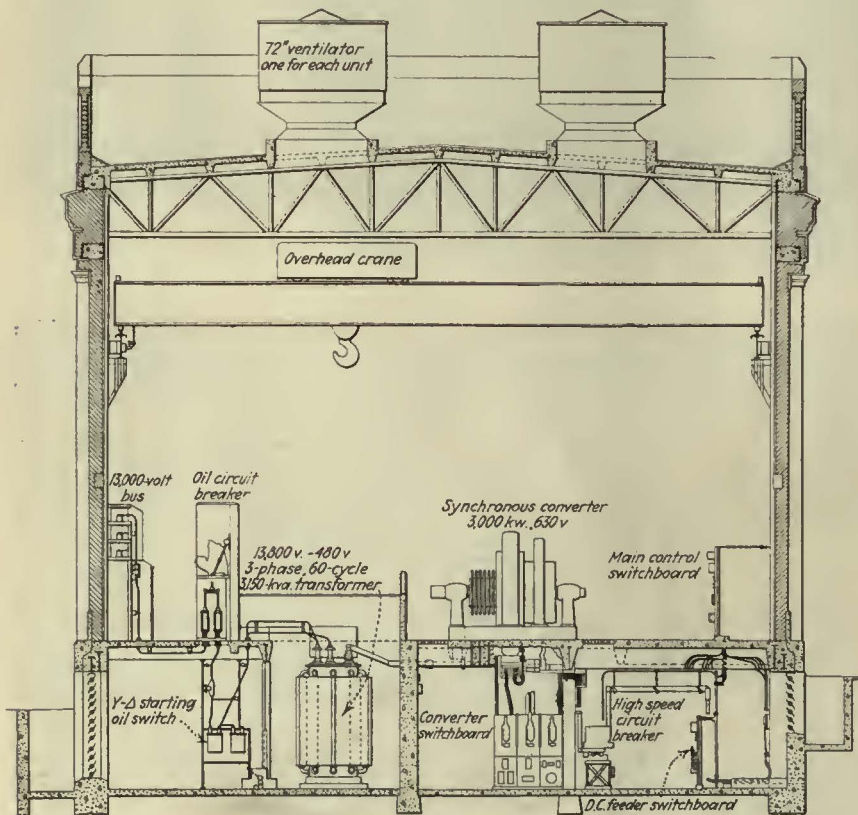 72" ventilator
one for each unit
Overhead crane
13,000-volt
bus
Oil circuit
breaker
13,800 v. -480 v
3-phase, 60-cycle
3150-kva. transformer
Synchronous converter
3,000 kw., 630 v
Main control
switchboard
Y-Δ starting
oil switch
Converter
switchboard
High speed
circuit
breaker
D.C. feeder switchboard